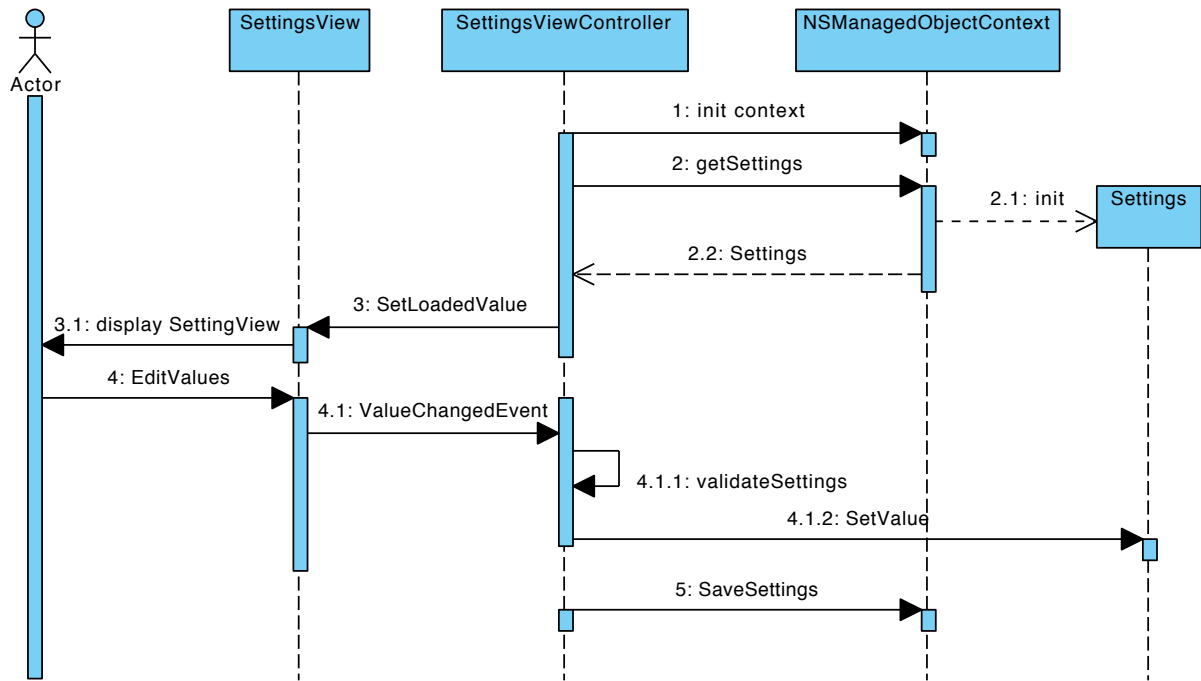 SettingsView
SettingsViewController
NSManagedObjectContext
Actor
1: init context
2: getSettings
2.1: init
Settings
2.2: Settings
3: SetLoadedValue
3.1: display SettingView
4: EditValues
4.1: ValueChangedEvent
4.1.1: validateSettings
4.1.2: SetValue
5: SaveSettings